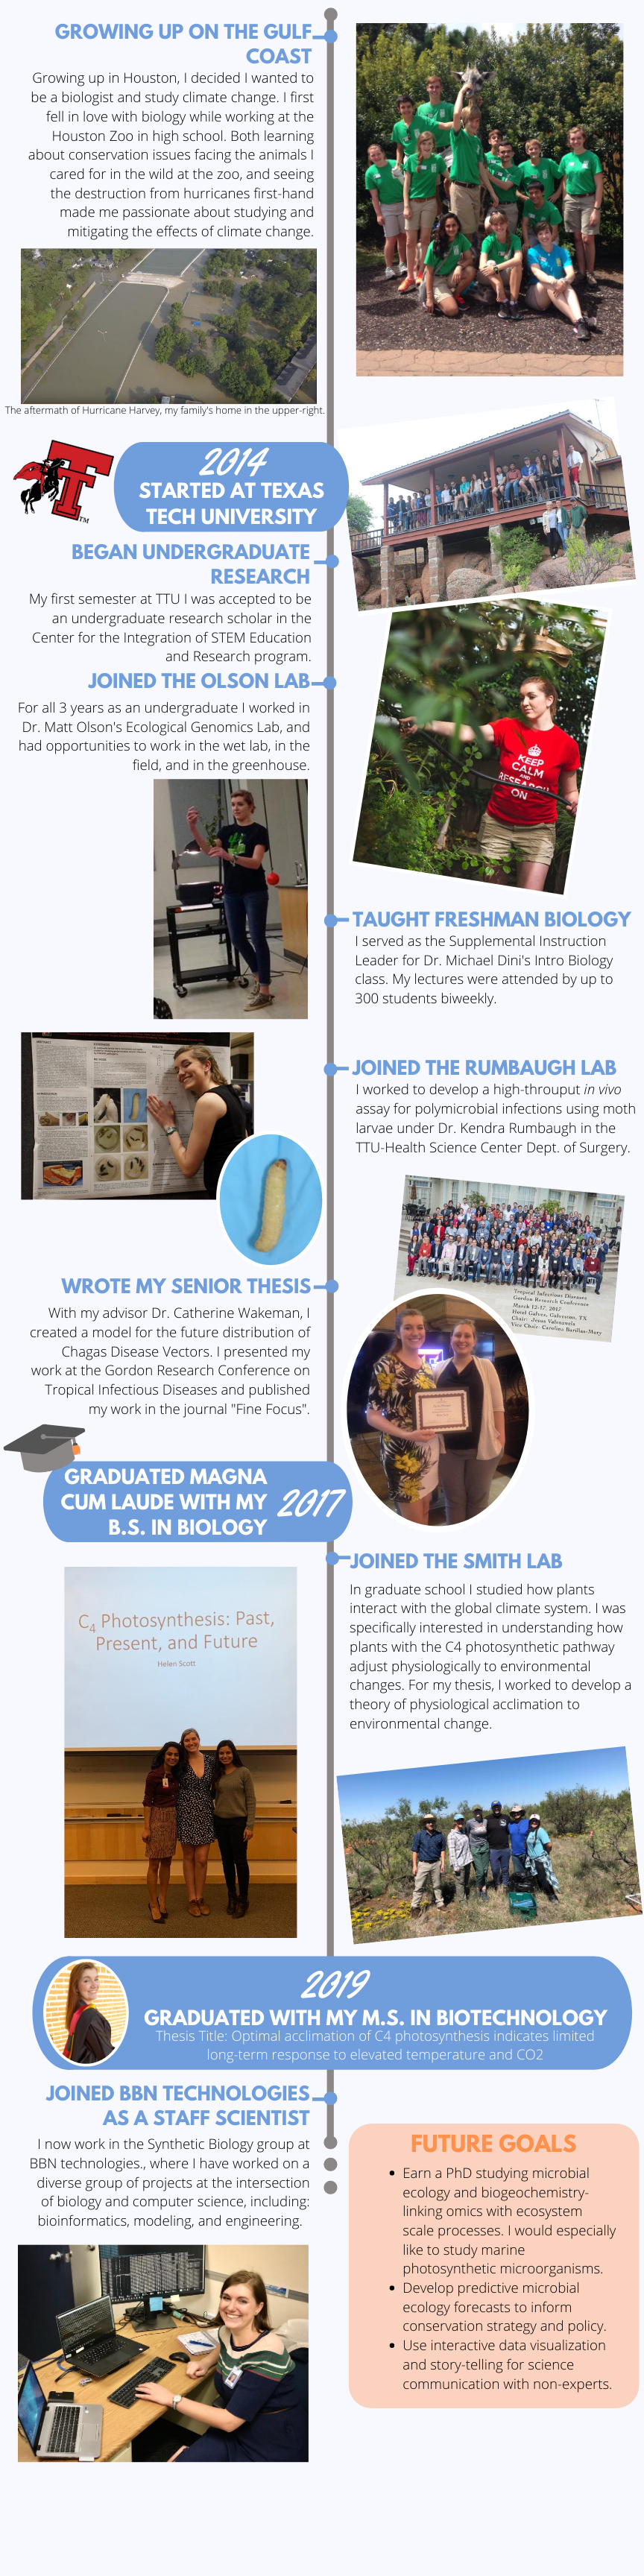 GROWING UP ON THE GULF
COAST
Growing up in Houston, I decided I wanted to
be a biologist and study climate change. I first
fell in love with biology while working at the
Houston Zoo in high school. Both learning
about conservation issues facing the animals I
cared for in the wild at the zoo, and seeing
the destruction from hurricanes first-hand
made me passionate about studying and
mitigating the effects of climate change.
The aftermath of Hurricane Harvey, my family's home in the upper-right.
T
TM
2014
STARTED AT TEXAS
TECH UNIVERSITY
BEGAN UNDERGRADUATE
RESEARCH
My first semester at TTU I was accepted to be
an undergraduate research scholar in the
Center for the Integration of STEM Education
and Research program.
KEEP
CALM
AND
RESEARCH
ON
JOINED THE OLSON LAB
For all 3 years as an undergraduate I worked in
Dr. Matt Olson's Ecological Genomics Lab, and
had opportunities to work in the wet lab, in the
field, and in the greenhouse.
TAUGHT FRESHMAN BIOLOGY
I served as the Supplemental Instruction
Leader for Dr. Michael Dini's Intro Biology
class. My lectures were attended by up to
300 students biweekly.
JOINED THE RUMBAUGH LAB
I worked to develop a high-throuput in vivo
assay for polymicrobial infections using moth
larvae under Dr. Kendra Rumbaugh in the
TTU-Health Science Center Dept. of Surgery.
Tropical Infectious Diseases
Gordon Research Conference
March 12-17, 2017
Hotel Galvez, Galveston, TX
Chair: Jesus Valenzuela
Vice Chair: Carolina Barillas-Mury
WROTE MY SENIOR THESIS
With my advisor Dr. Catherine Wakeman, I
created a model for the future distribution of
Chagas Disease Vectors. I presented my
work at the Gordon Research Conference on
Tropical Infectious Diseases and published
my work in the journal "Fine Focus".
GRADUATED MAGNA
CUM LAUDE WITH MY
B.S. IN BIOLOGY
2017
JOINED THE SMITH LAB
In graduate school I studied how plants
interact with the global climate system. I was
specifically interested in understanding how
plants with the C4 photosynthetic pathway
adjust physiologically to environmental
changes. For my thesis, I worked to develop a
theory of physiological acclimation to
environmental change.
C4 Photosynthesis: Past,
Present, and Future
Helen Scott
2019
GRADUATED WITH MY M.S. IN BIOTECHNOLOGY
Thesis Title: Optimal acclimation of C4 photosynthesis indicates limited
long-term response to elevated temperature and CO2
JOINED BBN TECHNOLOGIES
AS A STAFF SCIENTIST
I now work in the Synthetic Biology group at
BBN technologies., where I have worked on a
diverse group of projects at the intersection
of biology and computer science, including:
bioinformatics, modeling, and engineering.
FUTURE GOALS
• Earn a PhD studying microbial
ecology and biogeochemistry-
linking omics with ecosystem
scale processes. I would especially
like to study marine
photosynthetic microorganisms.
• Develop predictive microbial
ecology forecasts to inform
conservation strategy and policy.
• Use interactive data visualization
and story-telling for science
communication with non-experts.